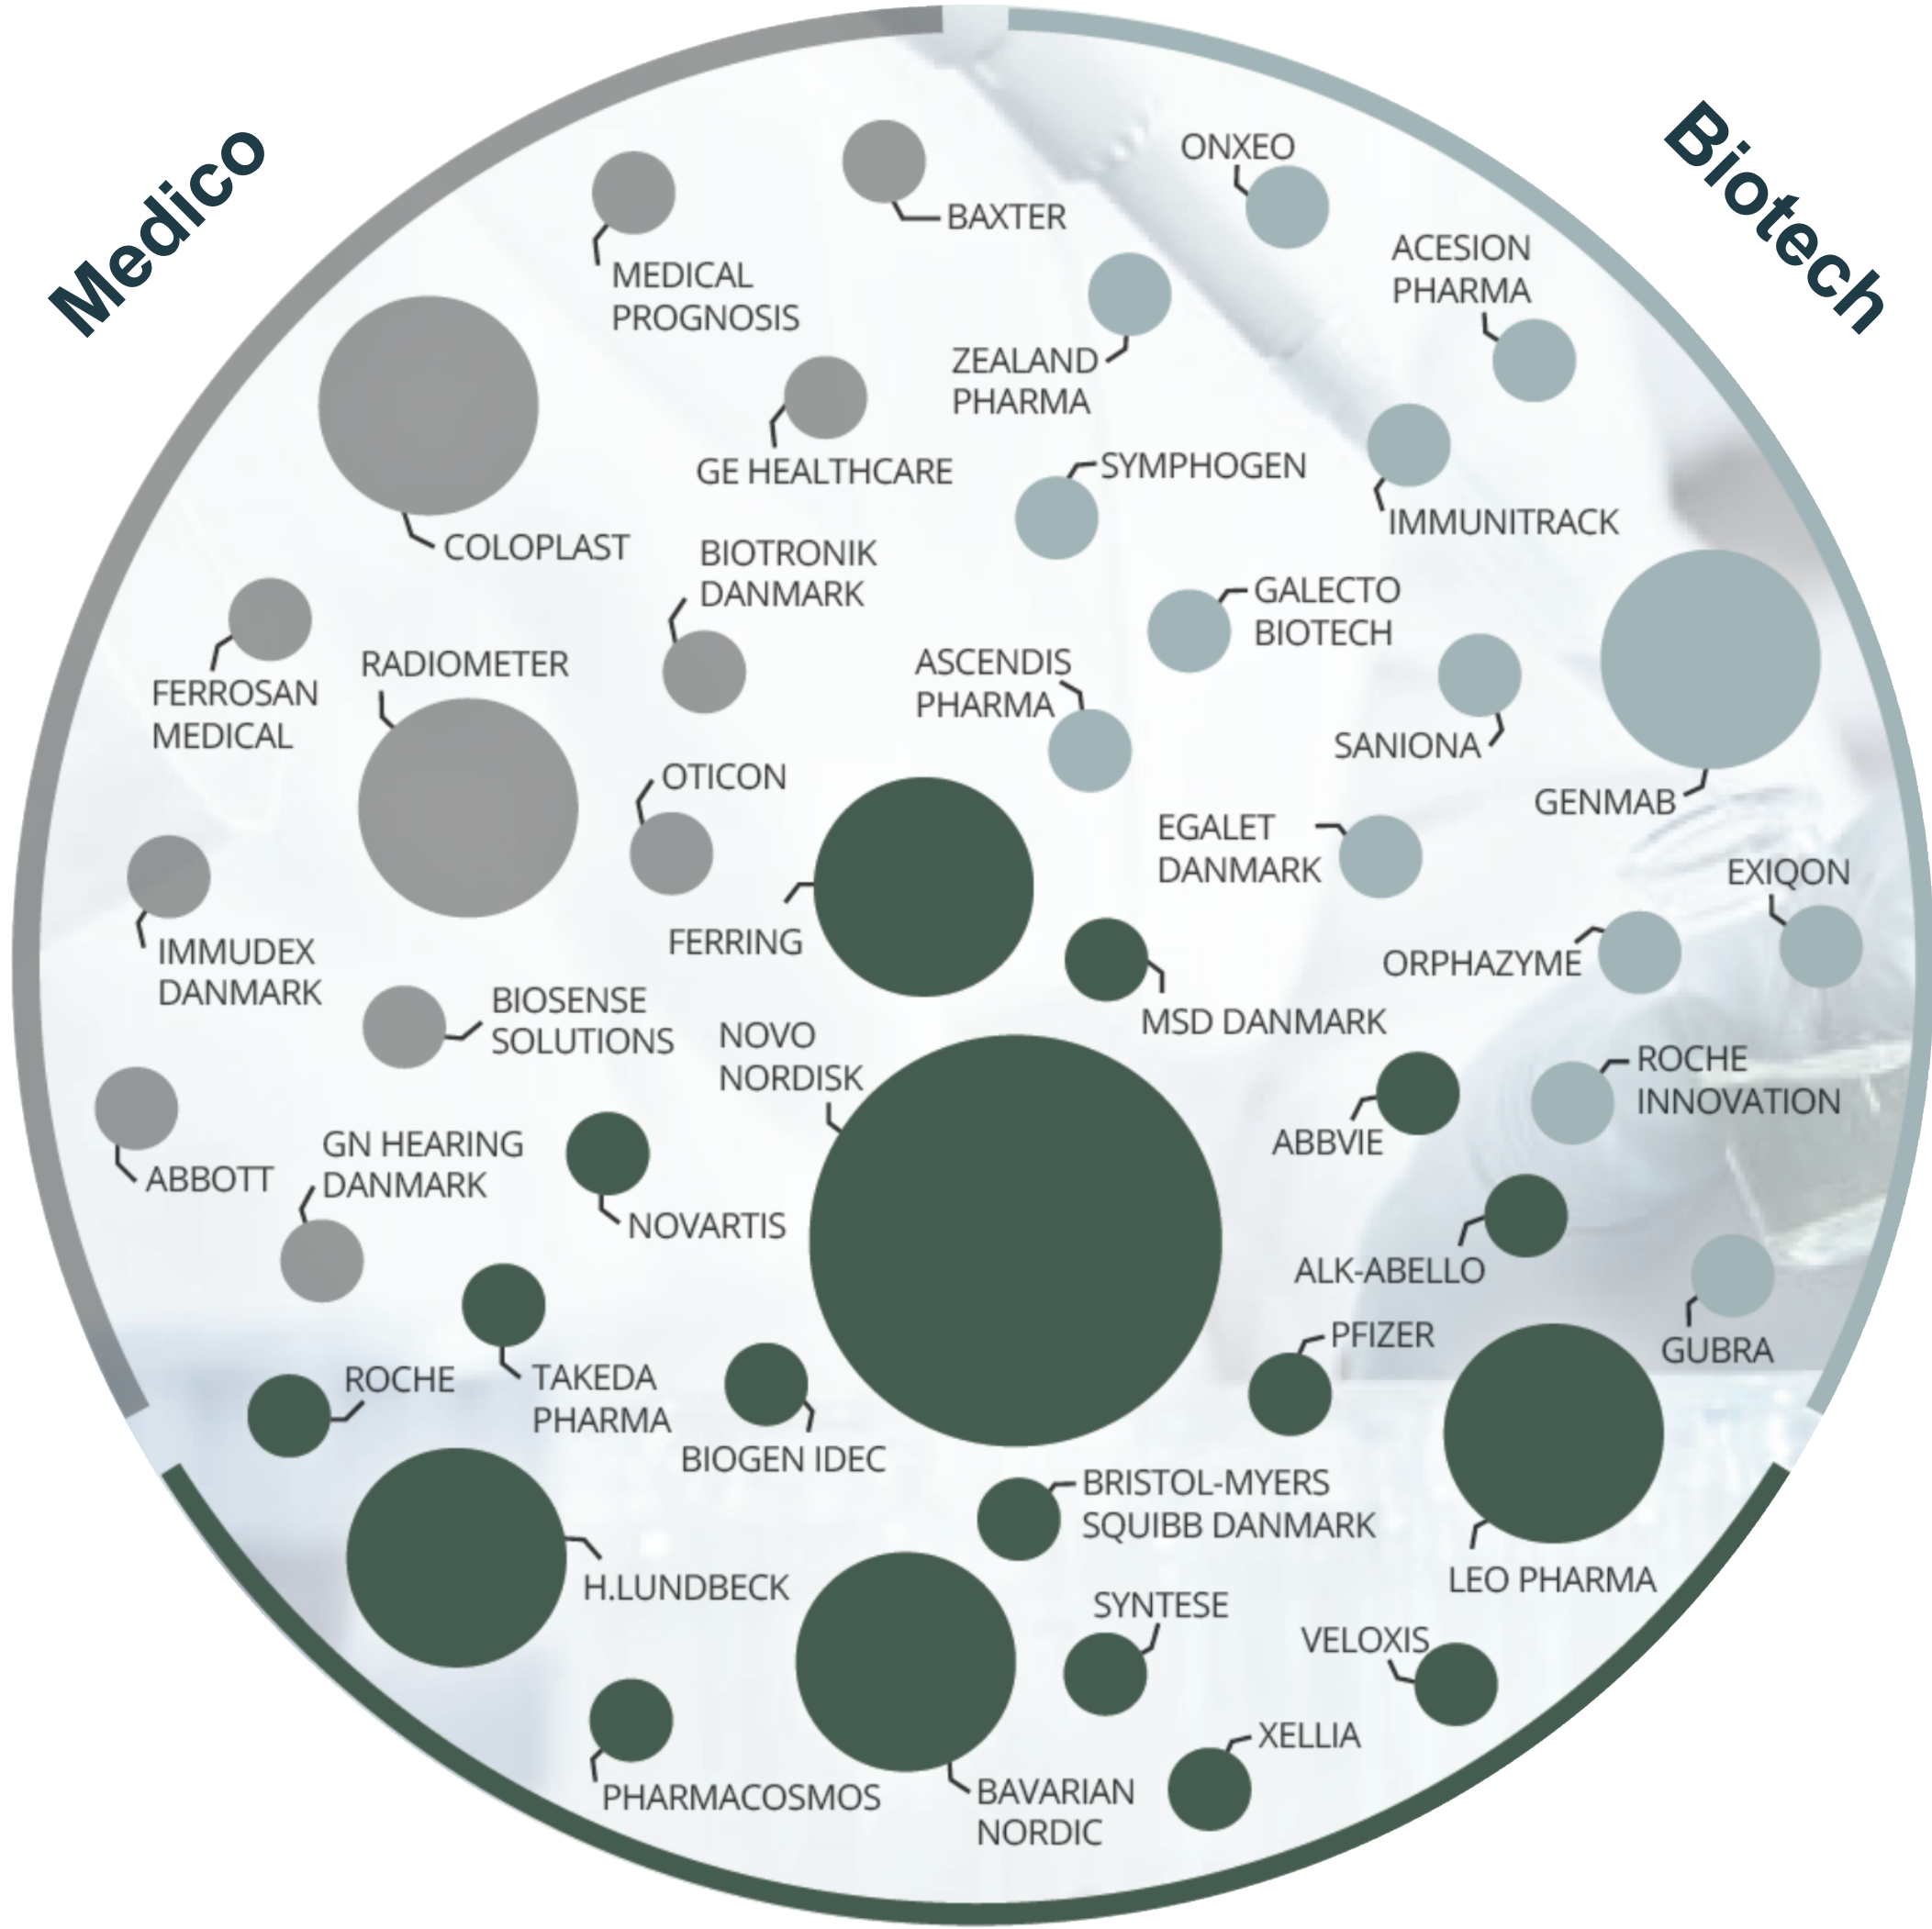 Medico
Biotech
ONXEO
BAXTER
MEDICAL
PROGNOSIS
ACESION
PHARMA
ZEALAND
PHARMA
GE HEALTHCARE
SYMPHOGEN
IMMUNITRACK
COLOPLAST
BIOTRONIK
DANMARK
GALECTO
BIOTECH
FERROSAN
MEDICAL
RADIOMETER
ASCENDIS
PHARMA
SANIONA
GENMAB
OTICON
EGALET
DANMARK
EXIQON
IMMUDEX
DANMARK
FERRING
ORPHAZYME
BIOSENSE
SOLUTIONS
MSD DANMARK
NOVO
NORDISK
ROCHE
INNOVATION
ABBVIE
ABBOTT
GN HEARING
DANMARK
NOVARTIS
ALK-ABELLO
PFIZER
GUBRA
ROCHE
TAKEDA
PHARMA
BIOGEN IDEC
BRISTOL-MYERS
SQUIBB DANMARK
H.LUNDBECK
LEO PHARMA
SYNTESE
VELOXIS
XELLIA
PHARMACOSMOS
BAVARIAN
NORDIC